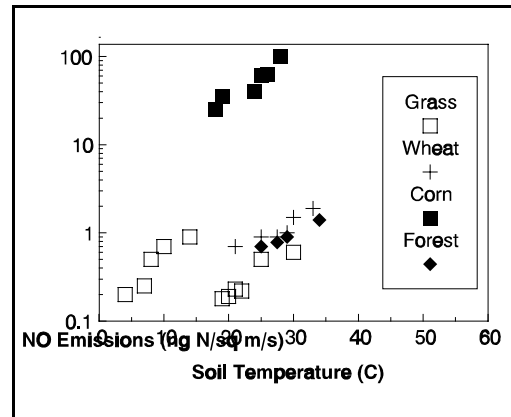 100
10
1
0.1
0 10 20 30 40 50 60
NO Emissions (ng N/sq m/s)
Soil Temperature (C)
Grass
Wheat
Corn
Forest